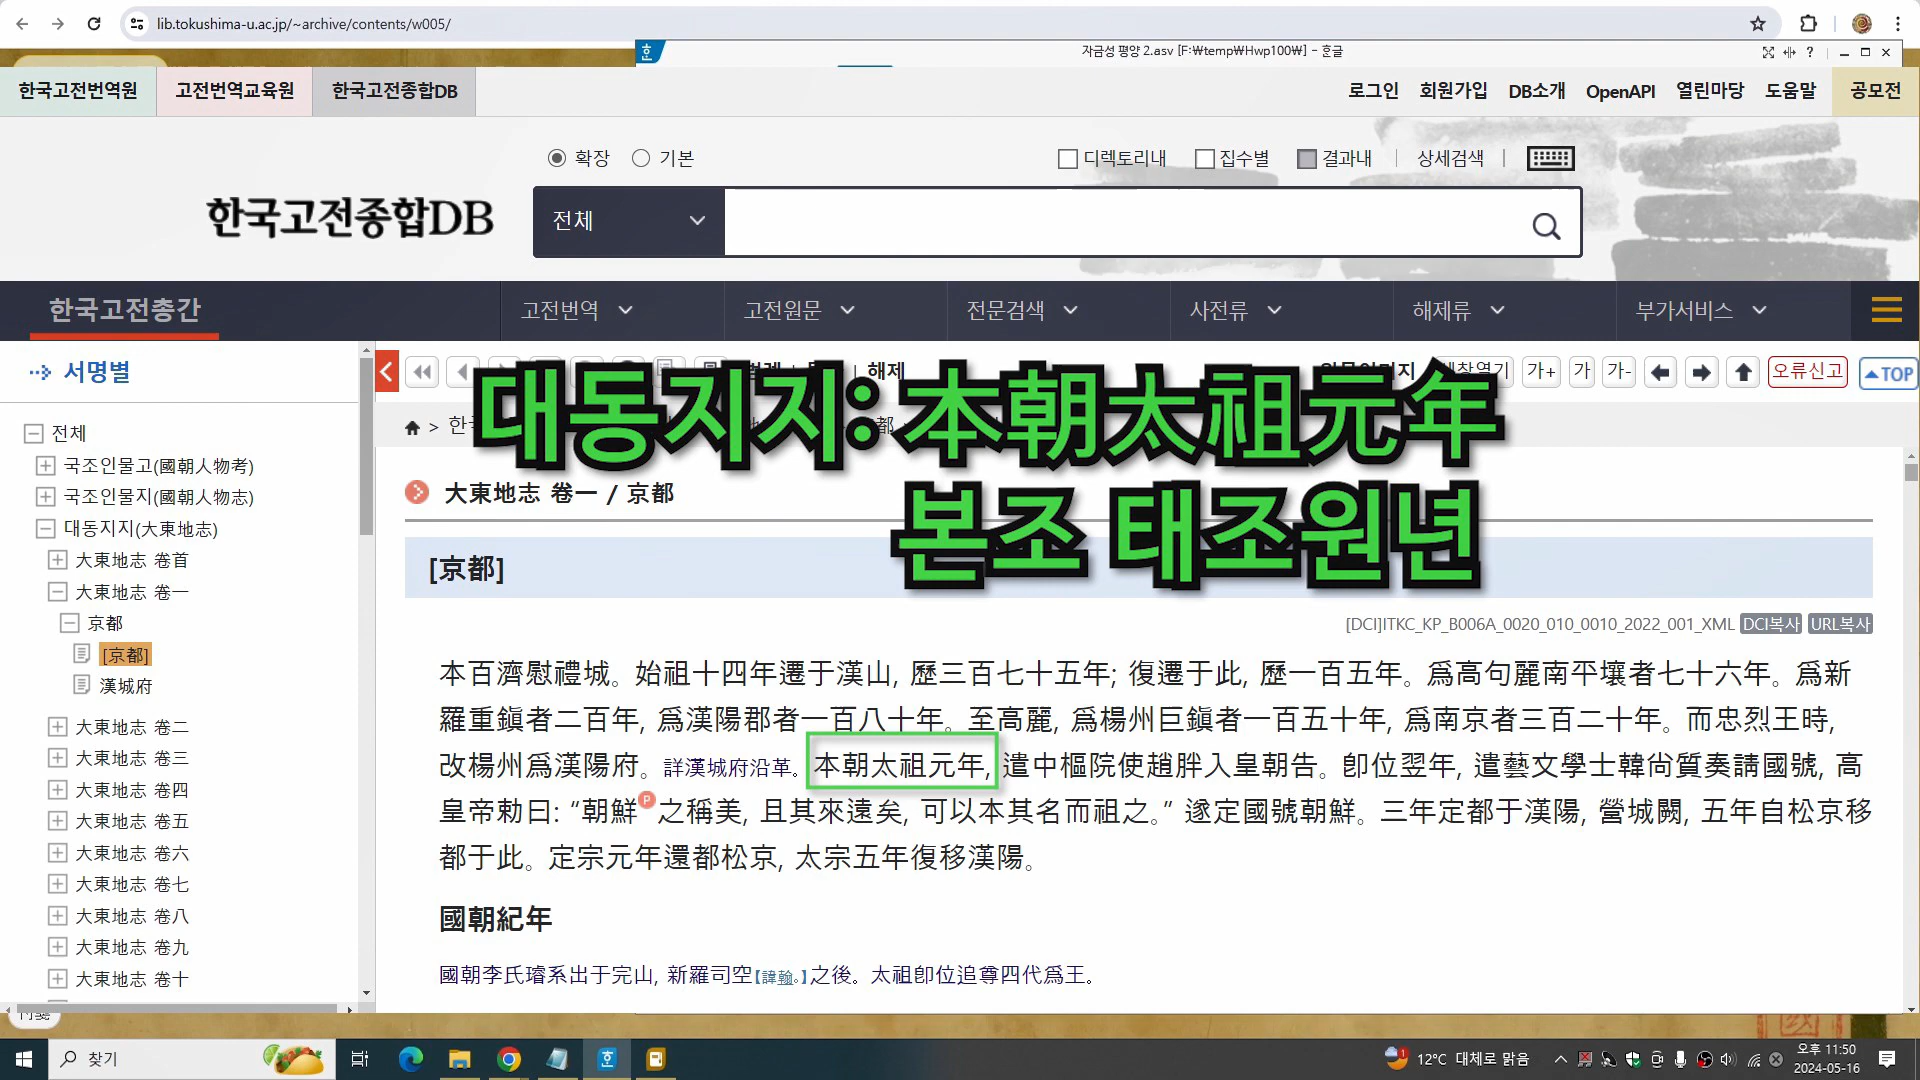 lib.tokushima-u.ac.jp/~archive/contents/w005/
훈
자금성 평양 2.asv [F:₩temp₩Hwp100₩] - 훈글
한국고전번역원 고전번역교육원 한국고전종합DB
로그인 회원가입 DB소개 OpenAPI 열린마당 도움말 공모전
확장 기본
디렉토리내 집수별 결과내 상세검색
한국고전종합DB
전체
한국고전총간 고전번역 고전원문 전문검색 사전류 해제류 부가서비스
서명별
해제
가+ 가 가- 오류신고 TOP
대동지지: 本朝太祖元年
본조 태조원년
전체
국조인물고(國朝人物考)
국조인물지(國朝人物志)
대동지지(大東地志)
大東地志 卷首
大東地志 卷一
京都
[京都]
漢城府
大東地志 卷二
大東地志 卷三
大東地志 卷四
大東地志 卷五
大東地志 卷六
大東地志 卷七
大東地志 卷八
大東地志 卷九
大東地志 卷十
大東地志 卷一 / 京都
[京都]
[DCI]ITKC_KP_B006A_0020_010_0010_2022_001_XML DCI복사 URL복사
本百濟慰禮城。始祖十四年遷于漢山, 歷三百七十五年; 復遷于此, 歷一百五年。爲高句麗南平壤者七十六年。爲新
羅重鎭者二百年, 爲漢陽郡者一百八十年。至高麗, 爲楊州巨鎭者一百五十年, 爲南京者三百二十年。而忠烈王時,
改楊州爲漢陽府。詳漢城府沿革。本朝太祖元年, 遣中樞院使趙胖入皇朝告。卽位翌年, 遣藝文學士韓尙質奏請國號, 高
皇帝勅曰: “朝鮮P之稱美, 且其來遠矣, 可以本其名而祖之。” 遂定國號朝鮮。三年定都于漢陽, 營城闕, 五年自松京移
都于此。定宗元年還都松京, 太宗五年復移漢陽。
國朝紀年
國朝李氏璿系出于完山, 新羅司空【諱翰。】之後。太祖卽位追尊四代爲王。
찾기
12°C 대체로 맑음
오후 11:50
2024-05-16